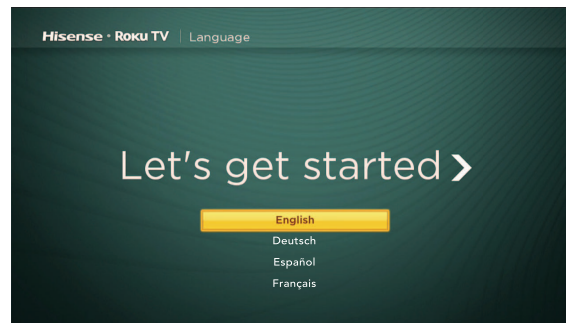 Hisense · Roku TV | Language
Let's get started >
English
Deutsch
Español
Français